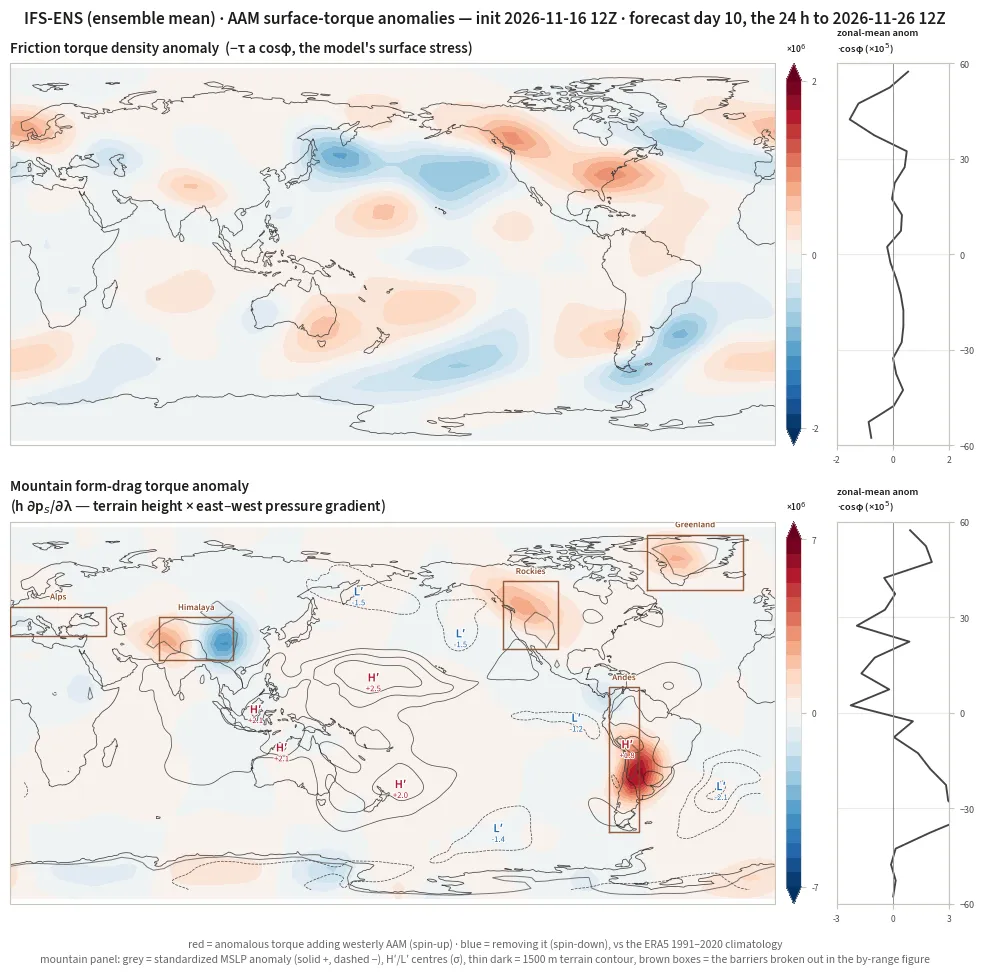 IFS-ENS (ensemble mean) · AAM surface-torque anomalies — init 2026-11-16 12Z · forecast day 10, the 24 h to 2026-11-26 12Z
Friction torque density anomaly (−τ a cosϕ, the model's surface stress)
×10⁶
zonal-mean anom
·cosϕ (×10⁵)
2
0
-2
60
30
0
−30
−60
-2
0
2
Mountain form-drag torque anomaly
(h ∂pₛ/∂λ — terrain height × east–west pressure gradient)
×10⁶
zonal-mean anom
·cosϕ (×10⁵)
Greenland
Rockies
Alps
Himalaya
Andes
L′
-1.5
L′
-1.5
H′
+2.5
H′
H′
+2.1
L′
-1.2
H′
H′
+2.0
L′
-2.1
L′
-1.4
7
0
-7
60
30
0
−30
−60
-3
0
3
red = anomalous torque adding westerly AAM (spin-up) · blue = removing it (spin-down), vs the ERA5 1991–2020 climatology
mountain panel: grey = standardized MSLP anomaly (solid +, dashed −), H′/L′ centres (σ), thin dark = 1500 m terrain contour, brown boxes = the barriers broken out in the by-range figure